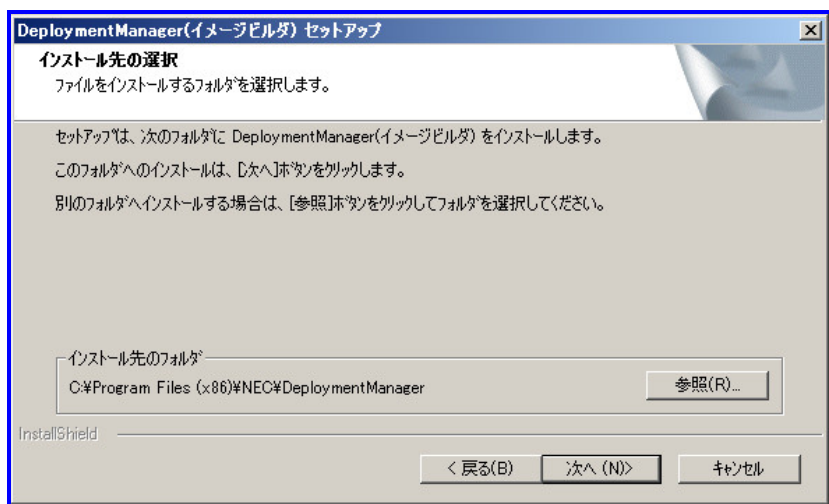 DeploymentManager(イメージビルダ) セットアップ
インストール先の選択
ファイルをインストールするフォルダを選択します。
セットアップは、次のフォルダに DeploymentManager(イメージビルダ) をインストールします。
このフォルダへのインストールは、[次へ]ボタンをクリックします。
別のフォルダへインストールする場合は、[参照]ボタンをクリックしてフォルダを選択してください。
インストール先のフォルダ
C:¥Program Files (x86)¥NEC¥DeploymentManager
参照(R)...
InstallShield
< 戻る(B)
次へ (N)>
キャンセル